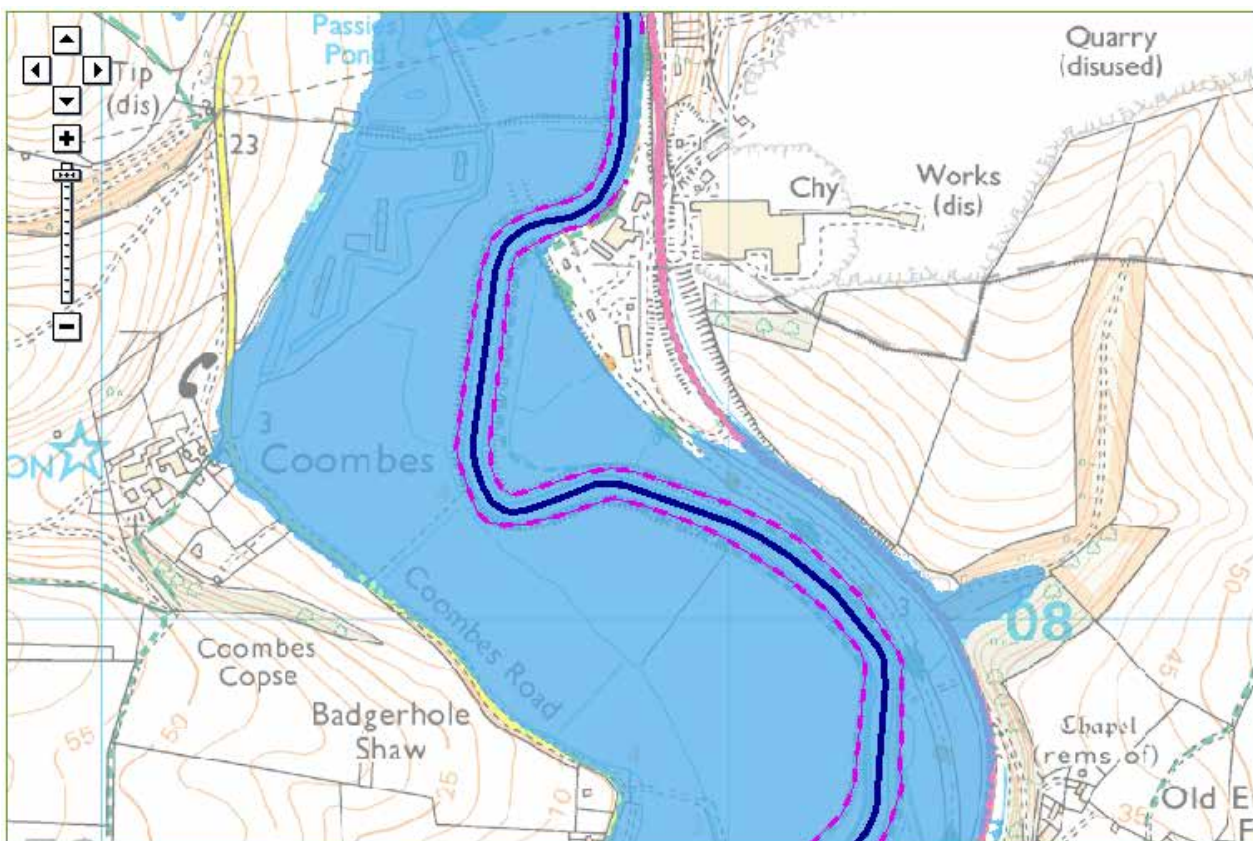 Passies
Pond
Quarry
(disused)
Tip
(dis)
22
23
Chy
Works
(dis)
3
Coombes
3
50
08
Coombes Road
45
Coombes
Copse
Badgerhole
Shaw
55
50
25
10
Chapel
(rems of)
35
Old E
F